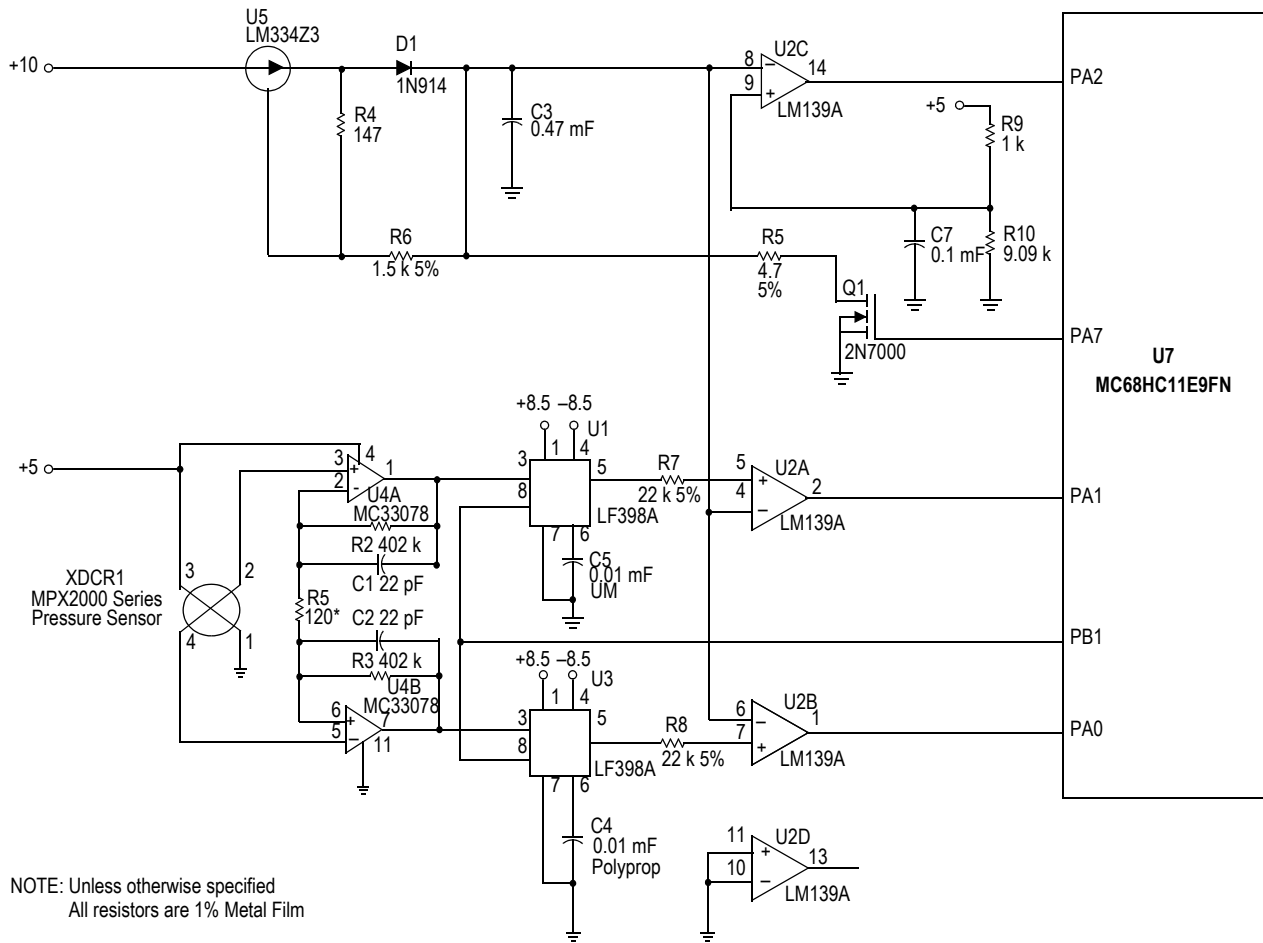 U5
LM334Z3
+10
D1
1N914
R4
147
C3
0.47 mF
8
9
–
+
U2C
14
LM139A
PA2
+5
R9
1 k
R6
1.5 k 5%
R5
4.7
5%
C7
0.1 mF
R10
9.09 k
Q1
2N7000
PA7
U7
MC68HC11E9FN
+8.5 –8.5
U1
1
4
3
8
5
7
6
LF398A
C5
0.01 mF
UM
R7
22 k 5%
5
4
+
–
U2A
2
LM139A
PA1
+5
3
2
4
+
-
1
U4A
MC33078
R2 402 k
C1 22 pF
XDCR1
MPX2000 Series
Pressure Sensor
3
2
4
1
R5
120*
C2 22 pF
R3 402 k
U4B
MC33078
6
5
+
–
7
11
PB1
+8.5 –8.5
U3
1
4
3
8
5
7
6
LF398A
R8
22 k 5%
6
7
–
+
U2B
1
LM139A
PA0
C4
0.01 mF
Polyprop
11
10
+
–
U2D
13
LM139A
NOTE: Unless otherwise specified
All resistors are 1% Metal Film